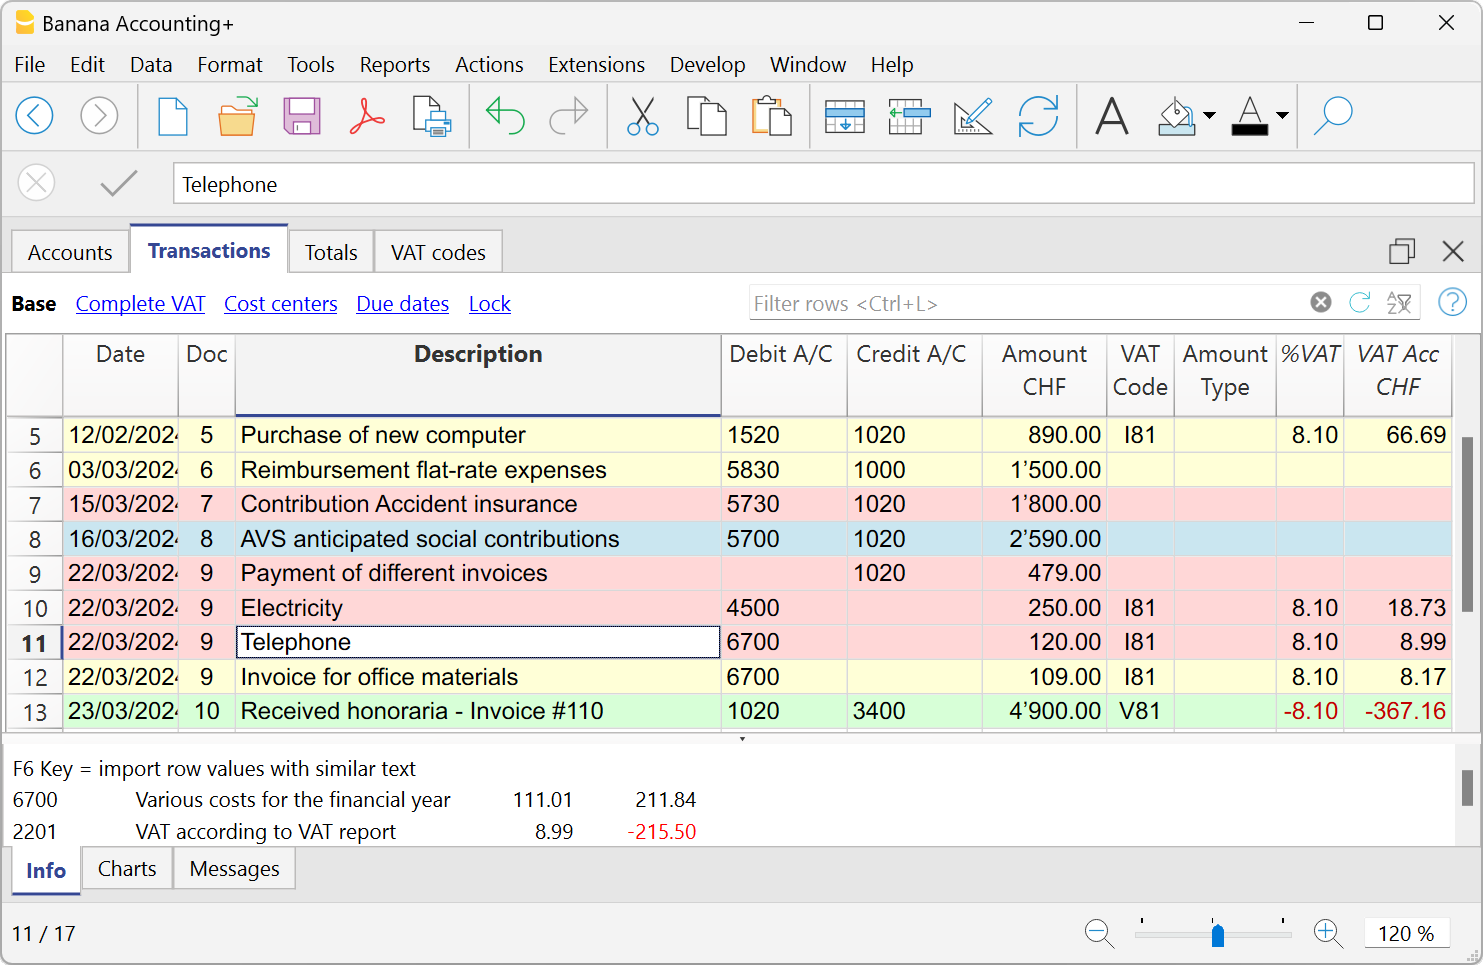 Banana Accounting+
File Edit Data Format Tools Reports Actions Extensions Develop Window Help
A A
Telephone
Accounts Transactions Totals VAT codes
Base Complete VAT Cost centers Due dates Lock Filter rows <Ctrl+L> AZ ?
Date Doc Description Debit A/C Credit A/C Amount CHF VAT Code Amount Type %VAT VAT Acc CHF
5 12/02/2024 5 Purchase of new computer 1520 1020 890.00 I81 8.10 66.69
6 03/03/2024 6 Reimbursement flat-rate expenses 5830 1000 1’500.00
7 15/03/2024 7 Contribution Accident insurance 5730 1020 1’800.00
8 16/03/2024 8 AVS anticipated social contributions 5700 1020 2’590.00
9 22/03/2024 9 Payment of different invoices 1020 479.00
10 22/03/2024 9 Electricity 4500 250.00 I81 8.10 18.73
11 22/03/2024 9 Telephone 6700 120.00 I81 8.10 8.99
12 22/03/2024 9 Invoice for office materials 6700 109.00 I81 8.10 8.17
13 23/03/2024 10 Received honoraria - Invoice #110 1020 3400 4’900.00 V81 -8.10 -367.16
F6 Key = import row values with similar text
6700 Various costs for the financial year 111.01 211.84
2201 VAT according to VAT report 8.99 -215.50
Info Charts Messages
11 / 17 120 %